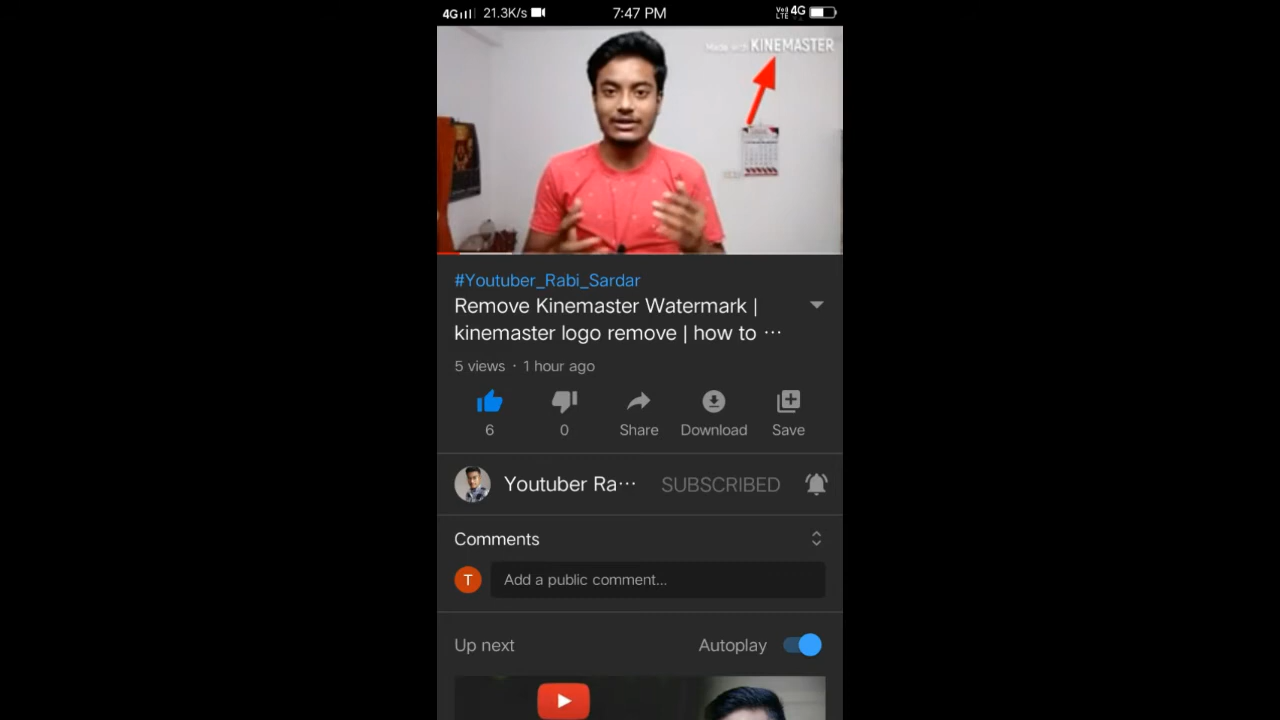 4G 21.3K/s 7:47 PM VoLTE 4G
Made with KINEMASTER
#Youtuber_Rabi_Sardar
Remove Kinemaster Watermark |
kinemaster logo remove | how to ...
5 views · 1 hour ago
6 0 Share Download Save
Youtuber Ra... SUBSCRIBED
Comments
T Add a public comment...
Up next Autoplay